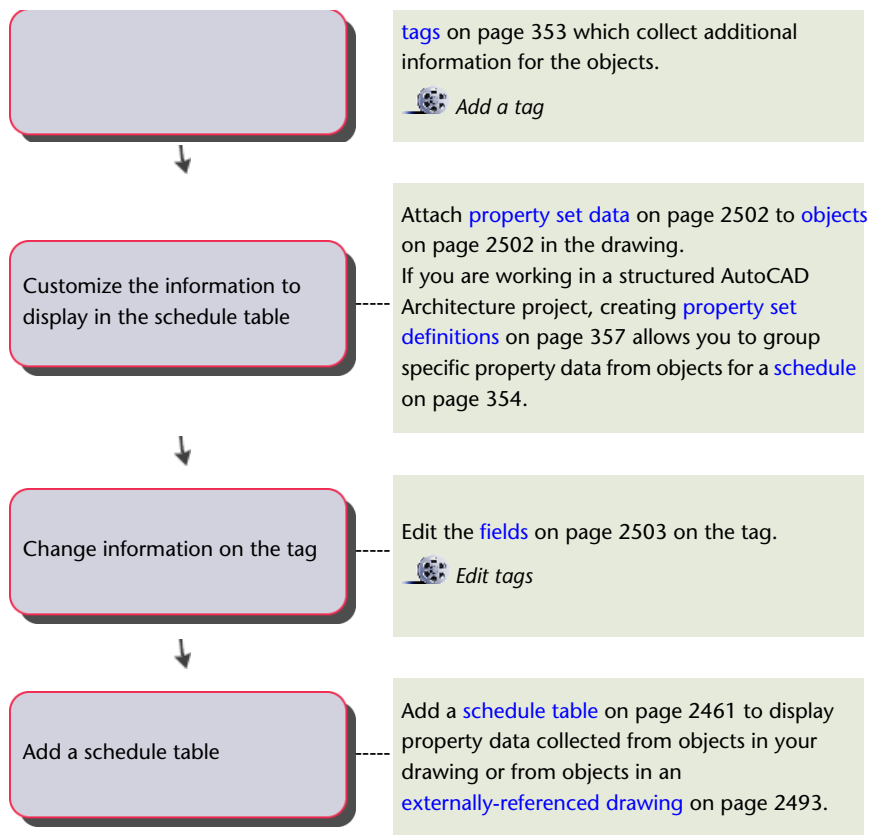 tags on page 353 which collect additional
information for the objects.
Add a tag
Customize the information to
display in the schedule table
Attach property set data on page 2502 to objects
on page 2502 in the drawing.
If you are working in a structured AutoCAD
Architecture project, creating property set
definitions on page 357 allows you to group
specific property data from objects for a schedule
on page 354.
Change information on the tag
Edit the fields on page 2503 on the tag.
Edit tags
Add a schedule table
Add a schedule table on page 2461 to display
property data collected from objects in your
drawing or from objects in an
externally-referenced drawing on page 2493.